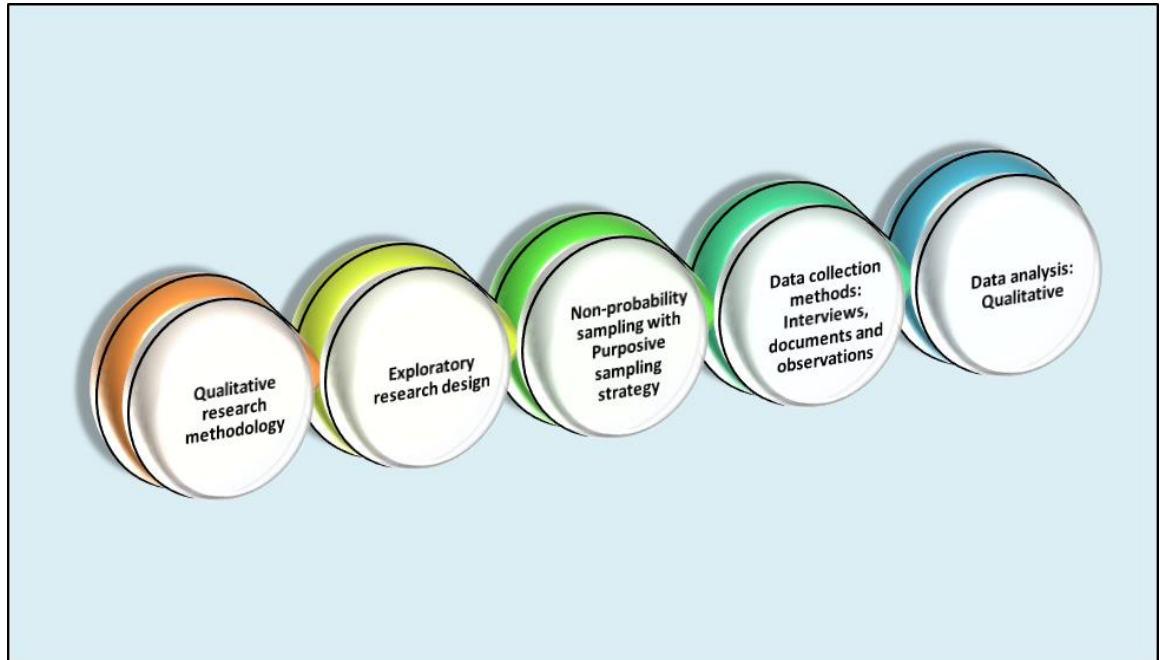 Qualitative
research
methodology
Exploratory
research design
Non-probability
sampling with
Purposive
sampling
strategy
Data collection
methods:
Interviews,
documents and
observations
Data analysis:
Qualitative